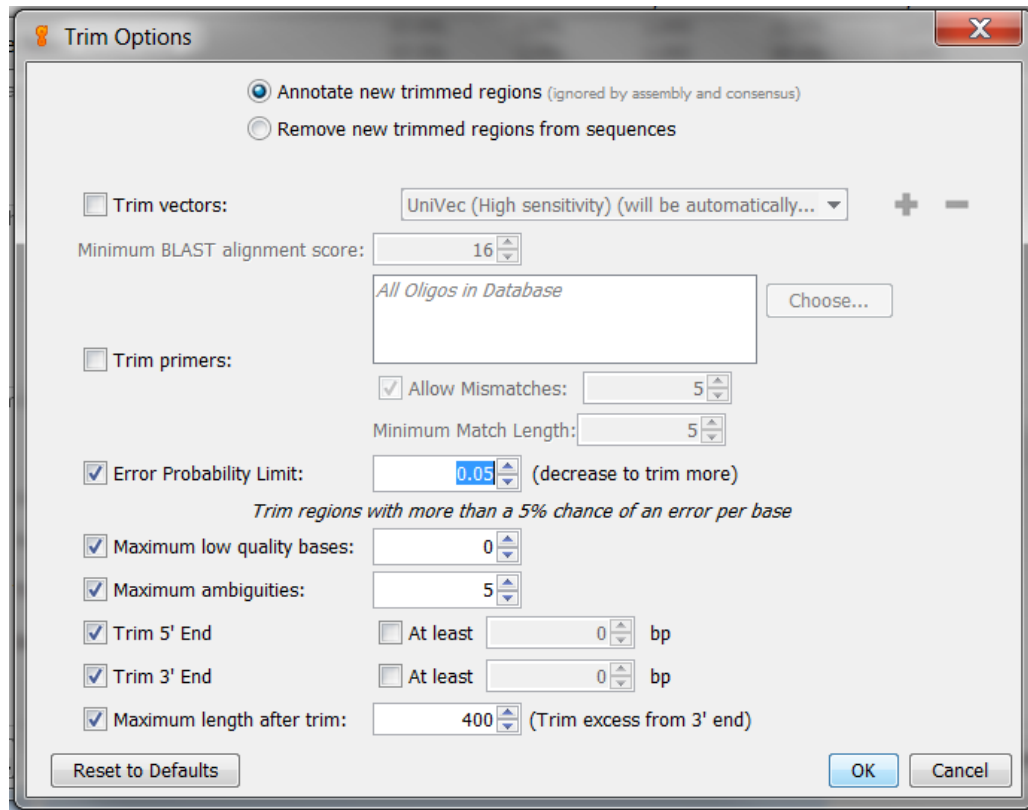 Trim Options
Annotate new trimmed regions (ignored by assembly and consensus)
Remove new trimmed regions from sequences
Trim vectors: UniVec (High sensitivity) (will be automatically...
Minimum BLAST alignment score: 16
All Oligos in Database
Choose...
Trim primers:
Allow Mismatches: 5
Minimum Match Length: 5
Error Probability Limit: 0.05 (decrease to trim more)
Trim regions with more than a 5% chance of an error per base
Maximum low quality bases: 0
Maximum ambiguities: 5
Trim 5' End At least 0 bp
Trim 3' End At least 0 bp
Maximum length after trim: 400 (Trim excess from 3' end)
Reset to Defaults OK Cancel